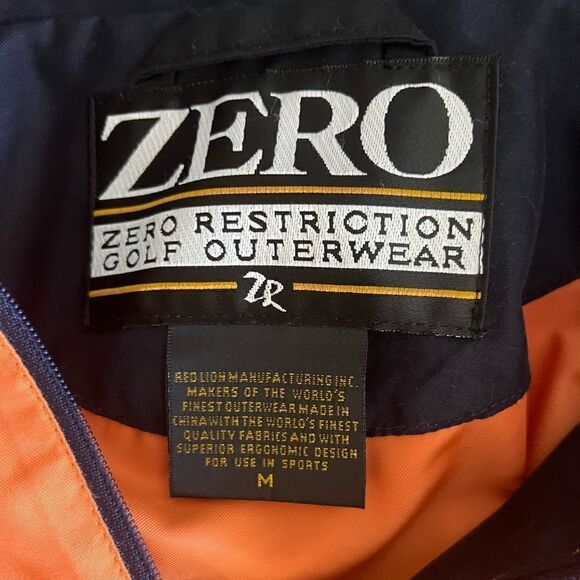 ZERO
ZERO RESTRICTION
GOLF OUTERWEAR
ZR
RED LION MANUFACTURING INC.
MAKERS OF THE WORLD'S
FINEST OUTERWEAR MADE IN
CHINA WITH THE WORLD'S FINEST
QUALITY FABRICS AND WITH
SUPERIOR ERGONOMIC DESIGN
FOR USE IN SPORTS
M